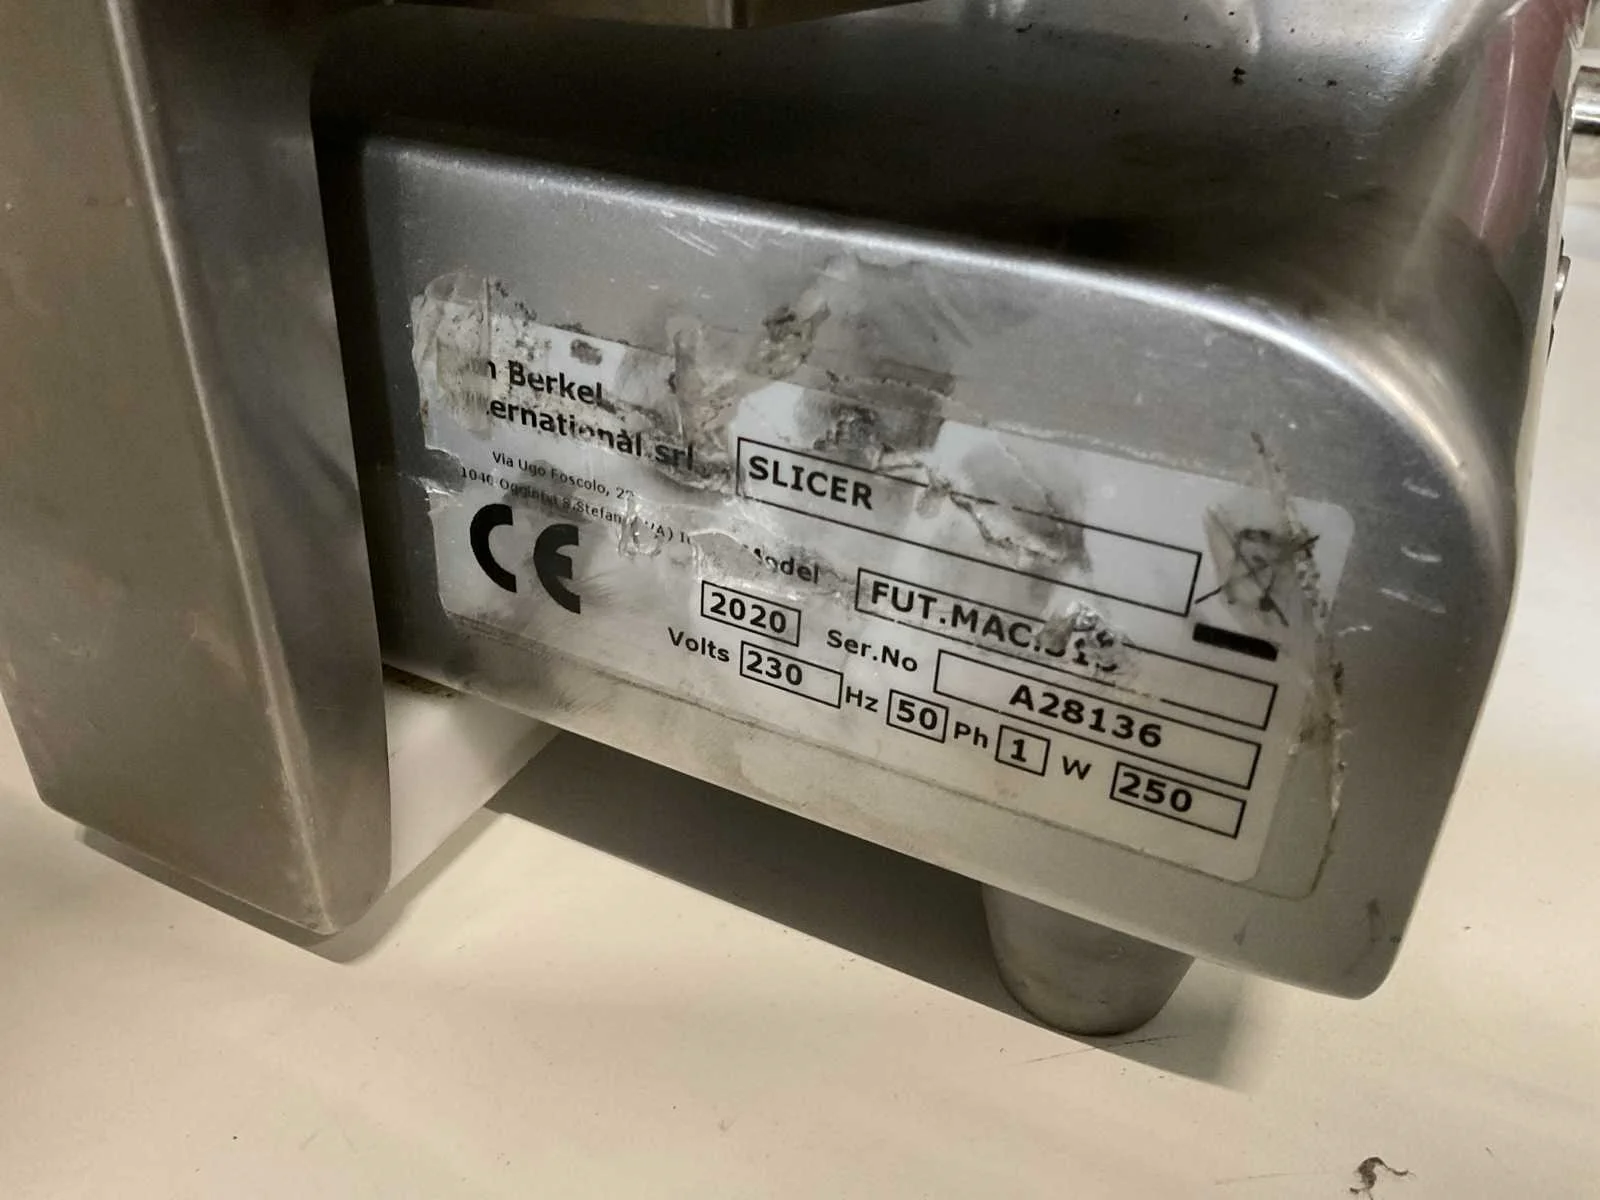 Berkel
srl
Via Ugo Foscolo, 
SLICER
CE
Model FUT.MAC.
2020 Ser.No A28136
Volts 230 Hz 50 Ph 1 W 250